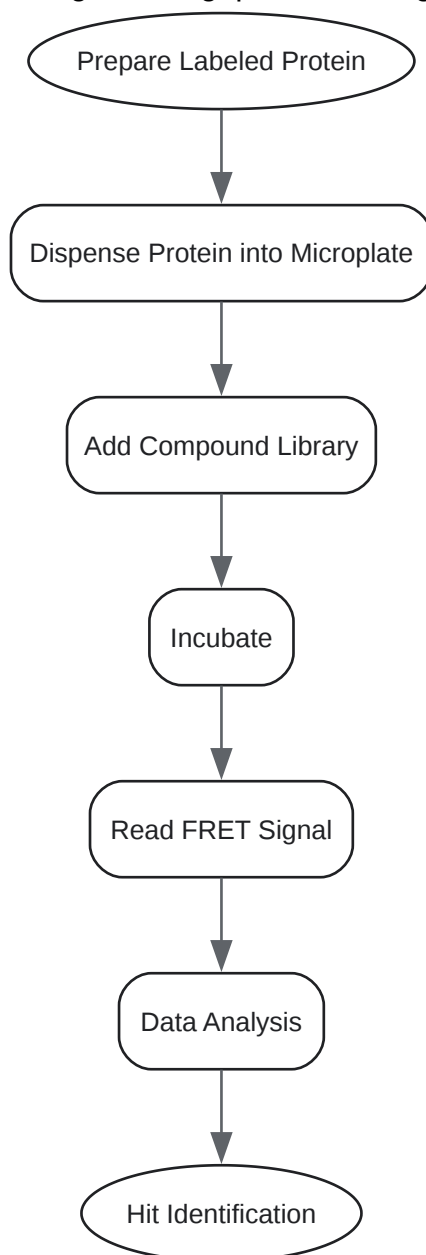 Prepare Labeled Protein
Dispense Protein into Microplate
Add Compound Library
Incubate
Read FRET Signal
Data Analysis
Hit Identification